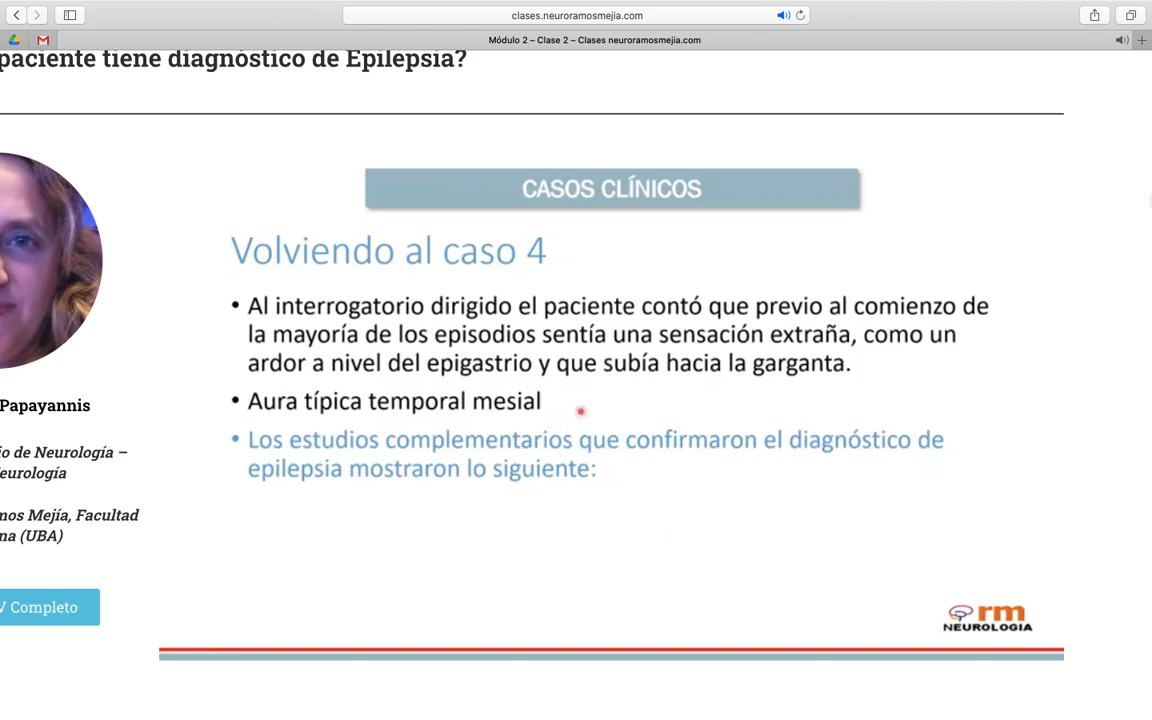 clases.neuroramosmejia.com
Módulo 2 – Clase 2 – Clases neuroramosmejia.com
paciente tiene diagnóstico de Epilepsia?
CASOS CLÍNICOS
Volviendo al caso 4
• Al interrogatorio dirigido el paciente contó que previo al comienzo de
la mayoría de los episodios sentía una sensación extraña, como un
ardor a nivel del epigastrio y que subía hacia la garganta.
• Aura típica temporal mesial
• Los estudios complementarios que confirmaron el diagnóstico de
epilepsia mostraron lo siguiente:
Papayannis
io de Neurología –
eurología
mos Mejía, Facultad
na (UBA)
V Completo
rm
NEUROLOGIA